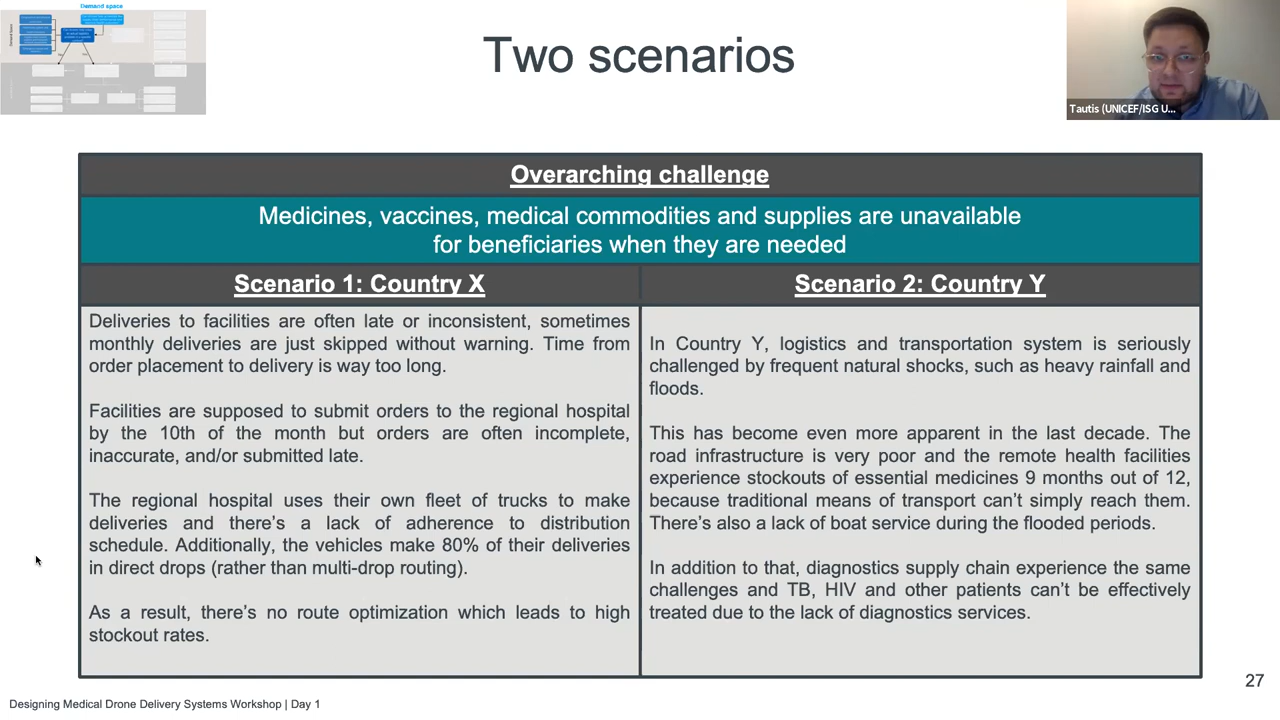 Demand space
Two scenarios
Tautis (UNICEF/ISG U...
Overarching challenge
Medicines, vaccines, medical commodities and supplies are unavailable
for beneficiaries when they are needed
Scenario 1: Country X
Deliveries to facilities are often late or inconsistent, sometimes
monthly deliveries are just skipped without warning. Time from
order placement to delivery is way too long.
Facilities are supposed to submit orders to the regional hospital
by the 10th of the month but orders are often incomplete,
inaccurate, and/or submitted late.
The regional hospital uses their own fleet of trucks to make
deliveries and there's a lack of adherence to distribution
schedule. Additionally, the vehicles make 80% of their deliveries
in direct drops (rather than multi-drop routing).
As a result, there's no route optimization which leads to high
stockout rates.
Scenario 2: Country Y
In Country Y, logistics and transportation system is seriously
challenged by frequent natural shocks, such as heavy rainfall and
floods.
This has become even more apparent in the last decade. The
road infrastructure is very poor and the remote health facilities
experience stockouts of essential medicines 9 months out of 12,
because traditional means of transport can't simply reach them.
There's also a lack of boat service during the flooded periods.
In addition to that, diagnostics supply chain experience the same
challenges and TB, HIV and other patients can't be effectively
treated due to the lack of diagnostics services.
27
Designing Medical Drone Delivery Systems Workshop | Day 1